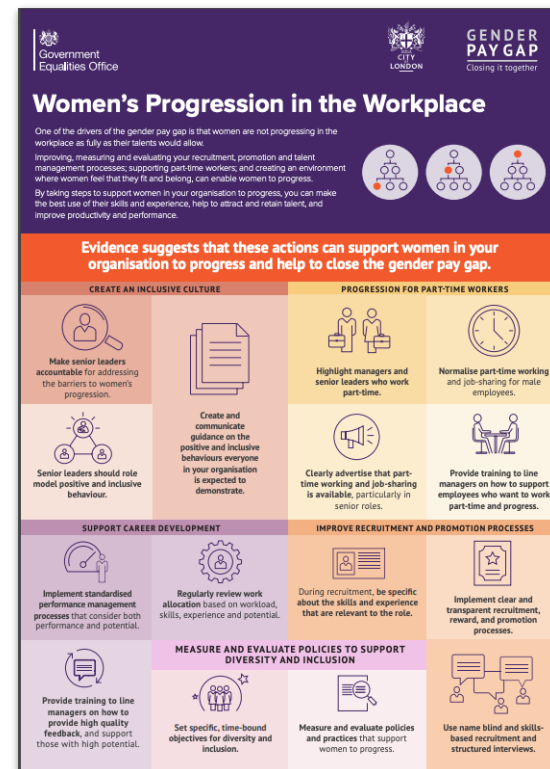 Government
Equalities Office
CITY
OF
LONDON
GENDER
PAY GAP
Closing it together
Women's Progression in the Workplace
One of the drivers of the gender pay gap is that women are not progressing in the
workplace as fully as their talents would allow.
Improving, measuring and evaluating your recruitment, promotion and talent
management processes; supporting part-time workers; and creating an environment
where women feel that they fit and belong, can enable women to progress.
By taking steps to support women in your organisation to progress, you can make
the best use of their skills and experience, help to attract and retain talent, and
improve productivity and performance.
Evidence suggests that these actions can support women in your
organisation to progress and help to close the gender pay gap.
CREATE AN INCLUSIVE CULTURE
Make senior leaders
accountable for addressing
the barriers to women's
progression.
Senior leaders should role
model positive and inclusive
behaviour.
Create and
communicate
guidance on the
positive and inclusive
behaviours everyone
in your organisation
is expected to
demonstrate.
PROGRESSION FOR PART-TIME WORKERS
Highlight managers and
senior leaders who work
part-time.
Normalise part-time working
and job-sharing for male
employees.
Clearly advertise that part-
time working and job-sharing
is available, particularly in
senior roles.
Provide training to line
managers on how to support
employees who want to work
part-time and progress.
SUPPORT CAREER DEVELOPMENT
Implement standardised
performance management
processes that consider both
performance and potential.
Regularly review work
allocation based on workload,
skills, experience and potential.
Provide training to line
managers on how to
provide high quality
feedback, and support
those with high potential.
IMPROVE RECRUITMENT AND PROMOTION PROCESSES
During recruitment, be specific
about the skills and experience
that are relevant to the role.
Implement clear and
transparent recruitment,
reward, and promotion
processes.
Use name blind and skills-
based recruitment and
structured interviews.
MEASURE AND EVALUATE POLICIES TO SUPPORT
DIVERSITY AND INCLUSION
Set specific, time-bound
objectives for diversity and
inclusion.
Measure and evaluate policies
and practices that support
women to progress.